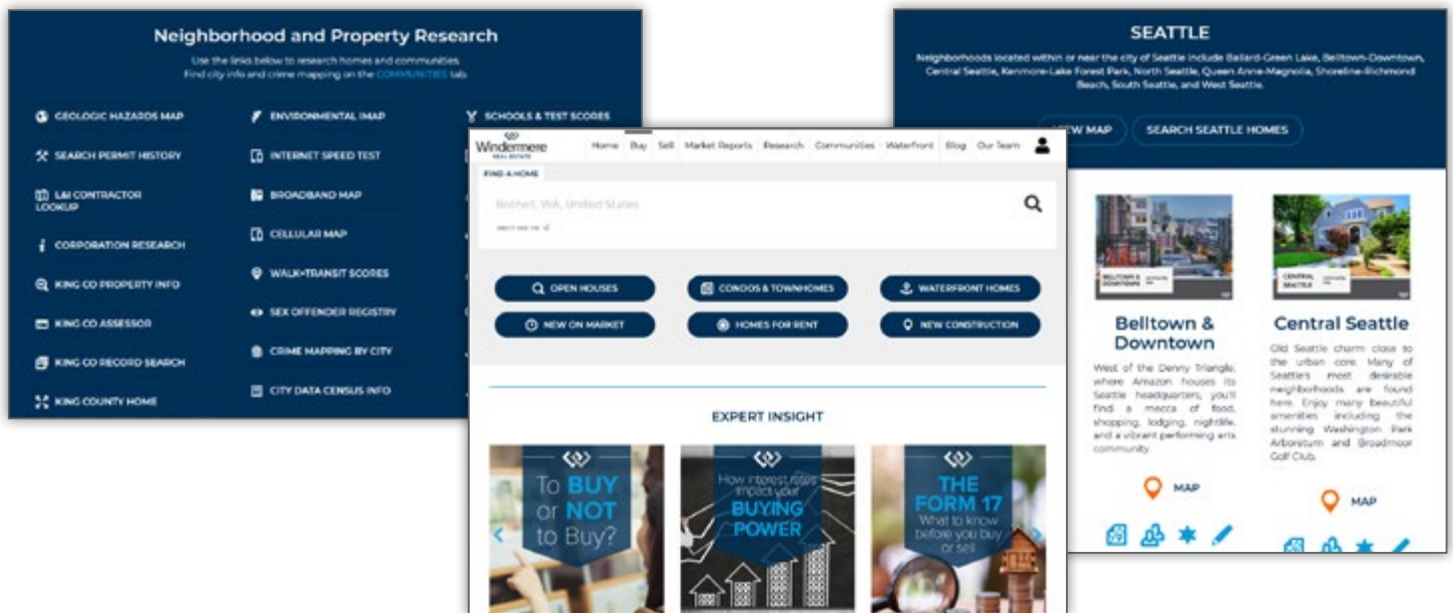 Neighborhood and Property Research
Use the links below to research homes and communities.
Find city info and crime mapping on the COMMUNITIES tab.
GEOLOGIC HAZARDS MAP
SEARCH PERMIT HISTORY
L&I CONTRACTOR
LOOKUP
CORPORATION RESEARCH
KING CO PROPERTY INFO
KING CO ASSESSOR
KING CO RECORD SEARCH
KING COUNTY HOME
ENVIRONMENTAL IMAP
INTERNET SPEED TEST
BROADBAND MAP
CELLULAR MAP
WALK+TRANSIT SCORES
SEX OFFENDER REGISTRY
CRIME MAPPING BY CITY
CITY DATA CENSUS INFO
SCHOOLS & TEST SCORES
Windermere
REAL ESTATE
Home Buy Sell Market Reports Research Communities Waterfront Blog Our Team
FIND A HOME
Bothell, WA, United States
OPEN HOUSES
CONDOS & TOWNHOMES
WATERFRONT HOMES
NEW ON MARKET
HOMES FOR RENT
NEW CONSTRUCTION
EXPERT INSIGHT
To BUY
or NOT
to Buy?
How interest rates
impact your
BUYING
POWER
THE
FORM 17
What to know
before you buy
or sell
SEATTLE
Neighborhoods located within or near the city of Seattle include Ballard-Green Lake, Belltown-Downtown,
Central Seattle, Kenmore-Lake Forest Park, North Seattle, Queen Anne-Magnolia, Shoreline-Richmond
Beach, South Seattle, and West Seattle.
VIEW MAP
SEARCH SEATTLE HOMES
BELLTOWN &
DOWNTOWN
CENTRAL
SEATTLE
Belltown &
Downtown
West of the Denny Triangle,
where Amazon houses its
Seattle headquarters, you'll
find a mecca of food,
shopping, lodging, nightlife,
and a vibrant performing arts
community.
MAP
Central Seattle
Old Seattle charm close to
the urban core. Many of
Seattle's most desirable
neighborhoods are found
here. Enjoy many beautiful
amenities including the
stunning Washington Park
Arboretum and Broadmoor
Golf Club.
MAP